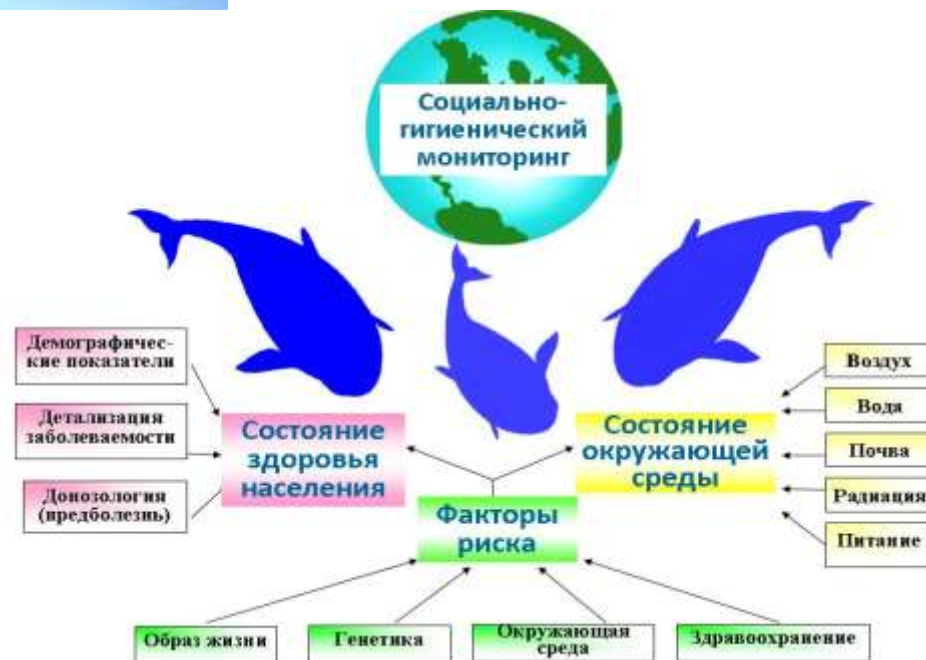 Социально-
гигиенический
мониторинг
Демографичес-
кие показатели
Детализация
заболеваемости
Донозология
(предболезнь)
Состояние
здоровья
населения
Состояние
окружающей
среды
Воздух
Вода
Почва
Радиация
Питание
Факторы
риска
Образ жизни
Генетика
Окружающая
среда
Здравоохранение